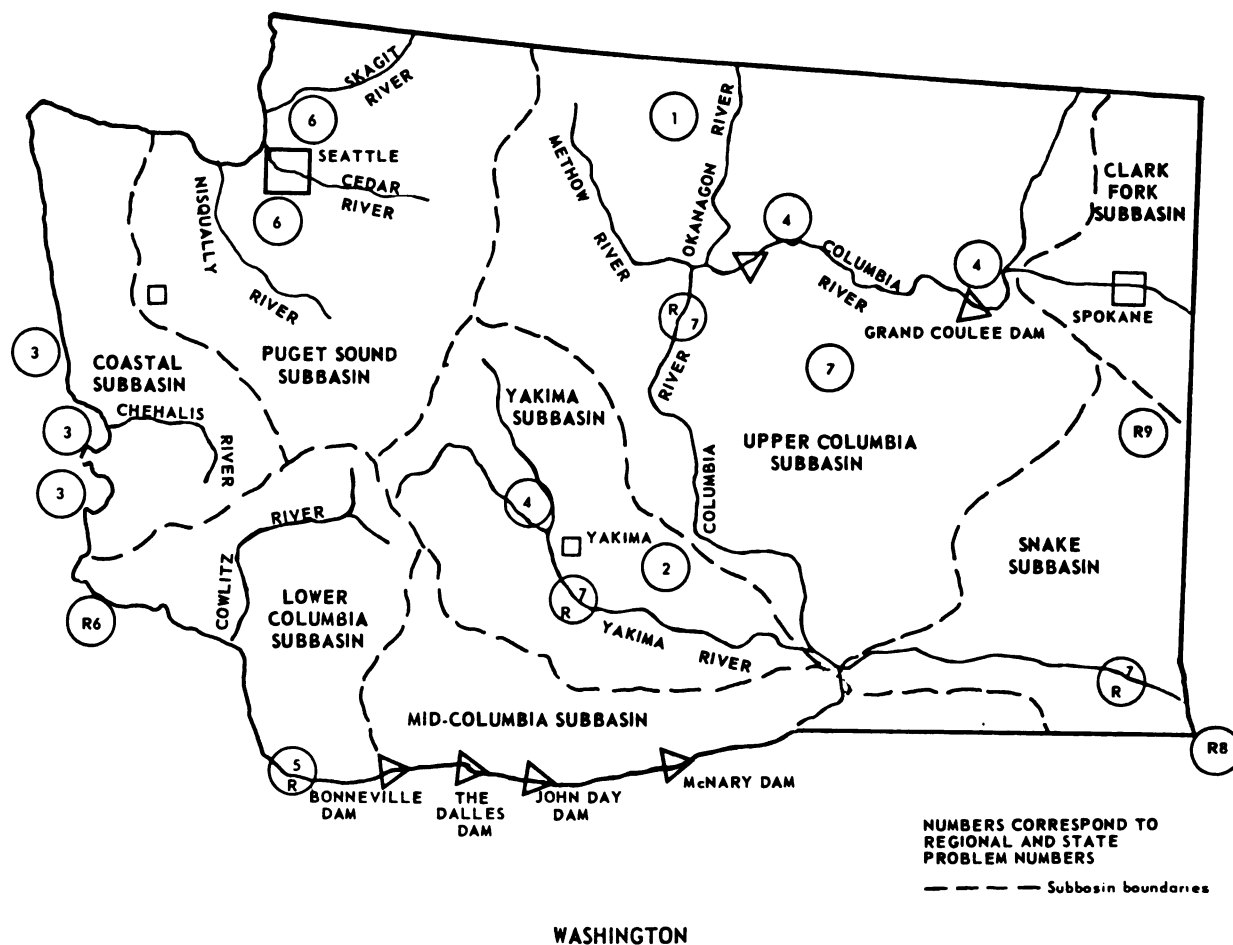 SKAGIT
RIVER
6
1
OKANAGON RIVER
METHOW
RIVER
SEATTLE
CEDAR
RIVER
6
NISQUALLY
RIVER
CLARK
FORK
SUBBASIN
4
COLUMBIA
RIVER
4
SPOKANE
GRAND COULEE DAM
R 7
RIVER
COLUMBIA
3
COASTAL
SUBBASIN
PUGET SOUND
SUBBASIN
7
CHEHALIS
RIVER
YAKIMA
SUBBASIN
3
R9
UPPER COLUMBIA
SUBBASIN
3
4
RIVER
COWLITZ
YAKIMA
2
SNAKE
SUBBASIN
LOWER
COLUMBIA
SUBBASIN
7
R
R6
YAKIMA
RIVER
7
R
MID-COLUMBIA SUBBASIN
R8
5
R
BONNEVILLE
DAM
THE
DALLES
DAM
JOHN DAY
DAM
McNARY DAM
NUMBERS CORRESPOND TO
REGIONAL AND STATE
PROBLEM NUMBERS
Subbasin boundaries
WASHINGTON